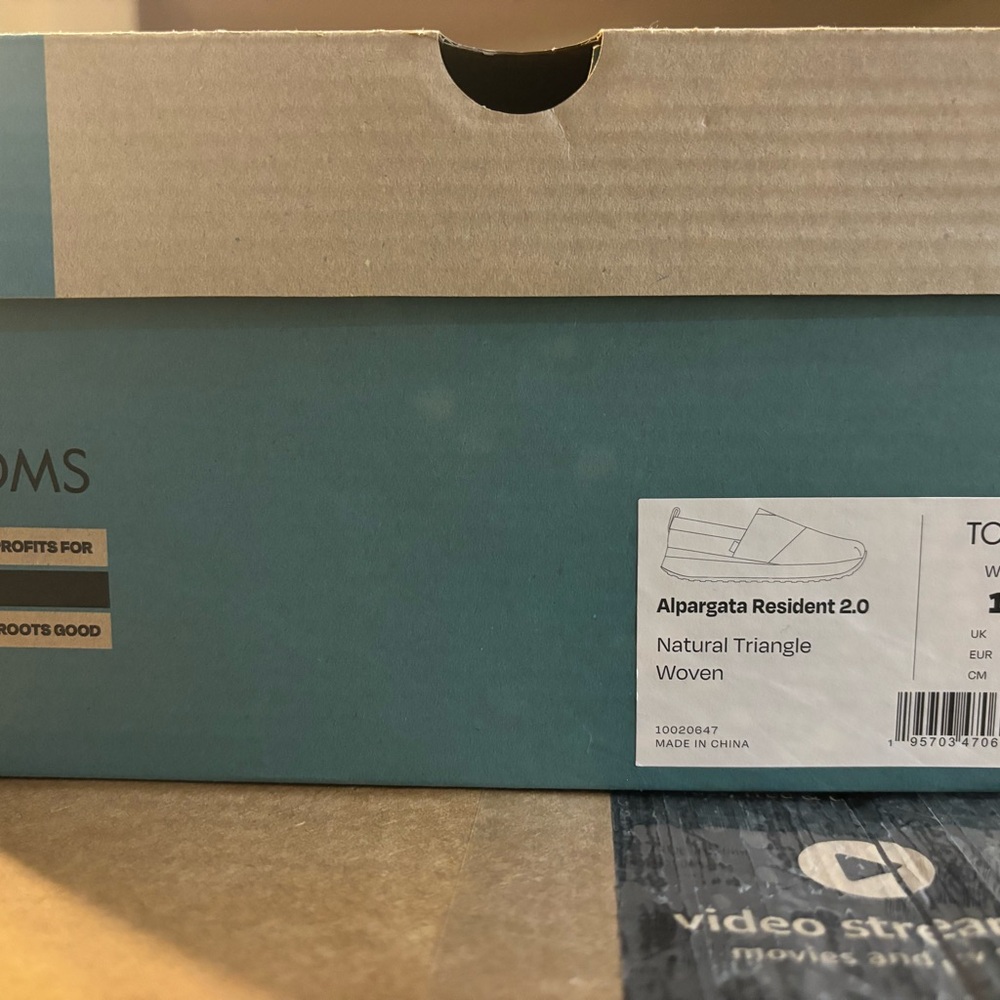 OMS
PROFITS FOR
ROOTS GOOD
Alpargata Resident 2.0
Natural Triangle
Woven
10020647
MADE IN CHINA
TO
W
1
UK
EUR
CM
1 95703 4706
video strea
movies and